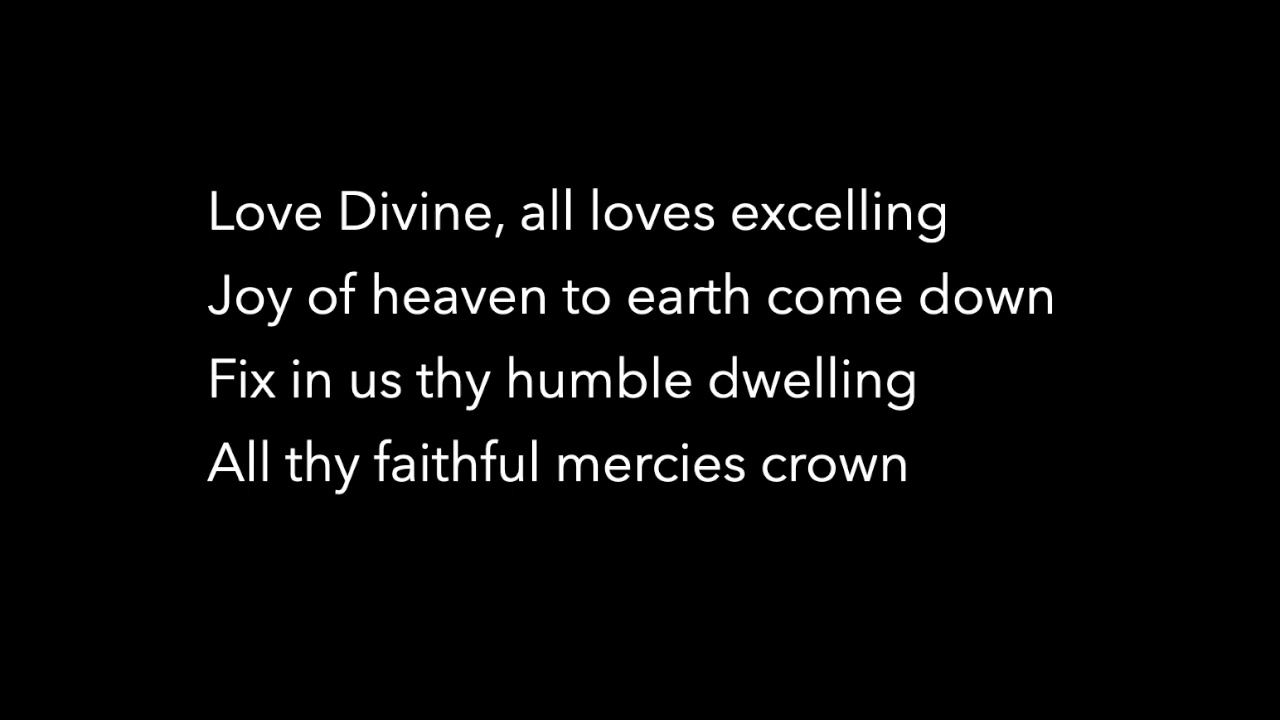 Love Divine, all loves excelling
Joy of heaven to earth come down
Fix in us thy humble dwelling
All thy faithful mercies crown